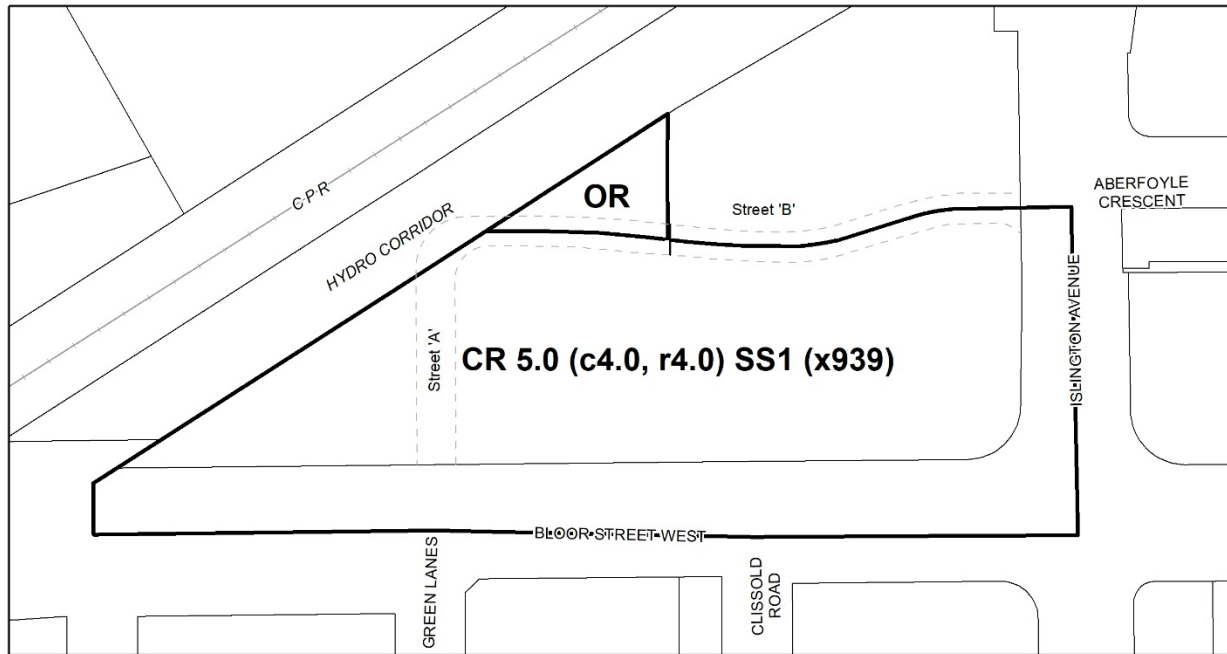 C P R
HYDRO CORRIDOR
OR
Street 'B'
ABERFOYLE
CRESCENT
Street 'A'
CR 5.0 (c4.0, r4.0) SS1 (x939)
ISLINGTON AVENUE
BLOOR STREET WEST
GREEN LANES
CLISSOLD
ROAD